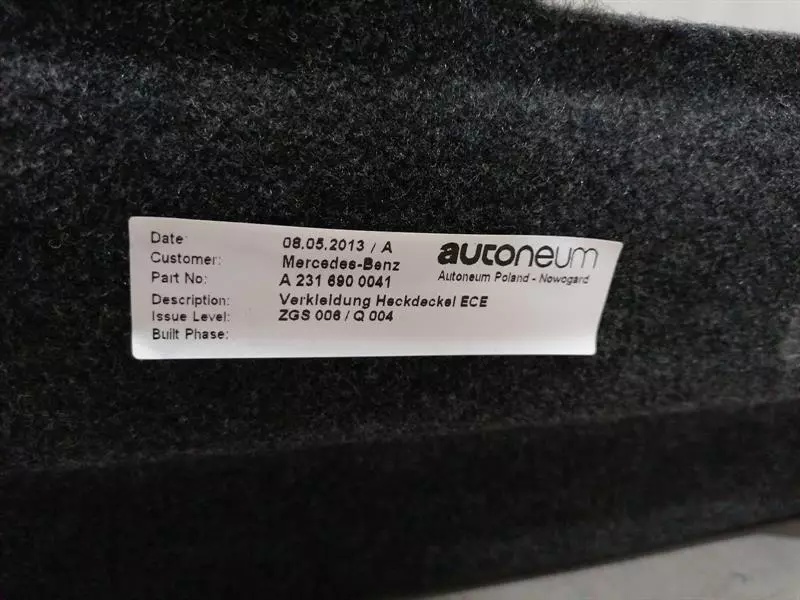 Date: 08.05.2013 / A
autoneum
Customer: Mercedes-Benz
Autoneum Poland - Nowogard
Part No: A 231 690 0041
Description: Verkleidung Heckdeckel ECE
Issue Level: ZGS 006 / Q 004
Built Phase: